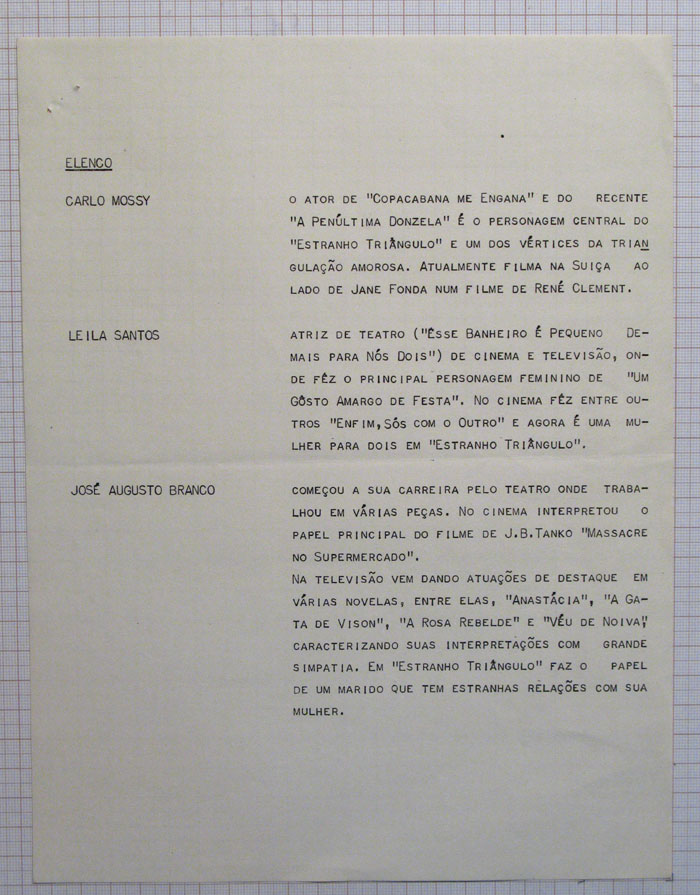 ELENCO
CARLO MOSSY
O ATOR DE "COPACABANA ME ENGANA" E DO RECENTE
"A PENÚLTIMA DONZELA" É O PERSONAGEM CENTRAL DO
"ESTRANHO TRIÂNGULO" E UM DOS VÉRTICES DA TRIAN
GULAÇÃO AMOROSA. ATUALMENTE FILMA NA SUIÇA AO
LADO DE JANE FONDA NUM FILME DE RENÉ CLEMENT.
LEILA SANTOS
ATRIZ DE TEATRO ("ÊSSE BANHEIRO É PEQUENO DE-
MAIS PARA NÓS DOIS") DE CINEMA E TELEVISÃO, ON-
DE FÊZ O PRINCIPAL PERSONAGEM FEMININO DE "UM
GÔSTO AMARGO DE FESTA". NO CINEMA FÊZ ENTRE OU-
TROS "ENFIM, SÓS COM O OUTRO" E AGORA É UMA MU-
LHER PARA DOIS EM "ESTRANHO TRIÂNGULO".
JOSÉ AUGUSTO BRANCO
COMEÇOU A SUA CARREIRA PELO TEATRO ONDE TRABA-
LHOU EM VÁRIAS PEÇAS. NO CINEMA INTERPRETOU O
PAPEL PRINCIPAL DO FILME DE J.B.TANKO "MASSACRE
NO SUPERMERCADO".
NA TELEVISÃO VEM DANDO ATUAÇÕES DE DESTAQUE EM
VÁRIAS NOVELAS, ENTRE ELAS, "ANASTÁCIA", "A GA-
TA DE VISON", "A ROSA REBELDE" E "VÉU DE NOIVA",
CARACTERIZANDO SUAS INTERPRETAÇÕES COM GRANDE
SIMPATIA. EM "ESTRANHO TRIÂNGULO" FAZ O PAPEL
DE UM MARIDO QUE TEM ESTRANHAS RELAÇÕES COM SUA
MULHER.